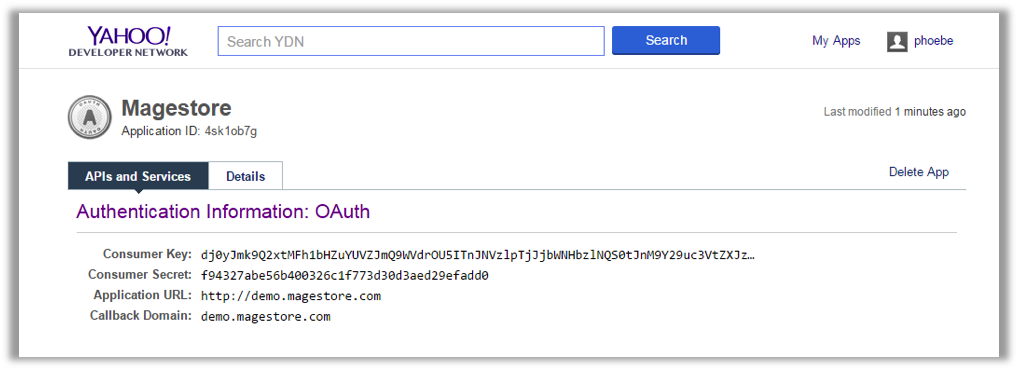 YAHOO!
DEVELOPER NETWORK
Search YDN
Search
My Apps
phoebe
Magestore
Application ID: 4sk1ob7g
Last modified 1 minutes ago
APIs and Services
Details
Delete App
Authentication Information: OAuth
Consumer Key: dj0yJmk9Q2xtMFh1bHZuYUVZJmQ9WVdrOU5ITnJNVzlpTjJjbWNHbzlNQS0tJnM9Y29uc3VtZXJz…
Consumer Secret: f94327abe56b400326c1f773d30d3aed29efadd0
Application URL: http://demo.magestore.com
Callback Domain: demo.magestore.com